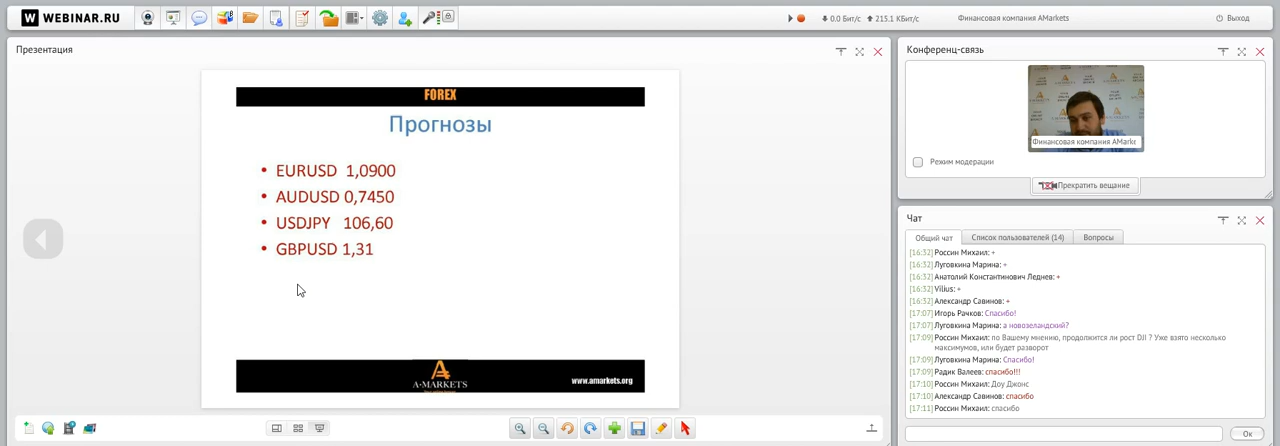 WEBINAR.RU
0.0 Бит/с 215.1 КБит/с
Финансовая компания AMarkets
Выход
Презентация
FOREX
Прогнозы
• EURUSD 1,0900
• AUDUSD 0,7450
• USDJPY 106,60
• GBPUSD 1,31
A-MARKETS
www.amarkets.org
Конференц-связь
Финансовая компания AMarke
Режим модерации
Прекратить вещание
Чат
Общий чат
Список пользователей (14)
Вопросы
[16:32] Россин Михаил: +
[16:32] Луговкина Марина: +
[16:32] Анатолий Константинович Леднев: +
[16:32] Vilius: +
[16:32] Александр Савинов: +
[17:07] Игорь Рачков: Спасибо!
[17:07] Луговкина Марина: а новозеландский?
[17:09] Россин Михаил: по Вашему мнению, продолжится ли рост DJI ? Уже взято несколько
максимумов, или будет разворот
[17:09] Луговкина Марина: Спасибо!
[17:09] Радик Валеев: спасибо!!!
[17:10] Россин Михаил: Доу Джонс
[17:10] Александр Савинов: спасибо
[17:11] Россин Михаил: спасибо
Ок